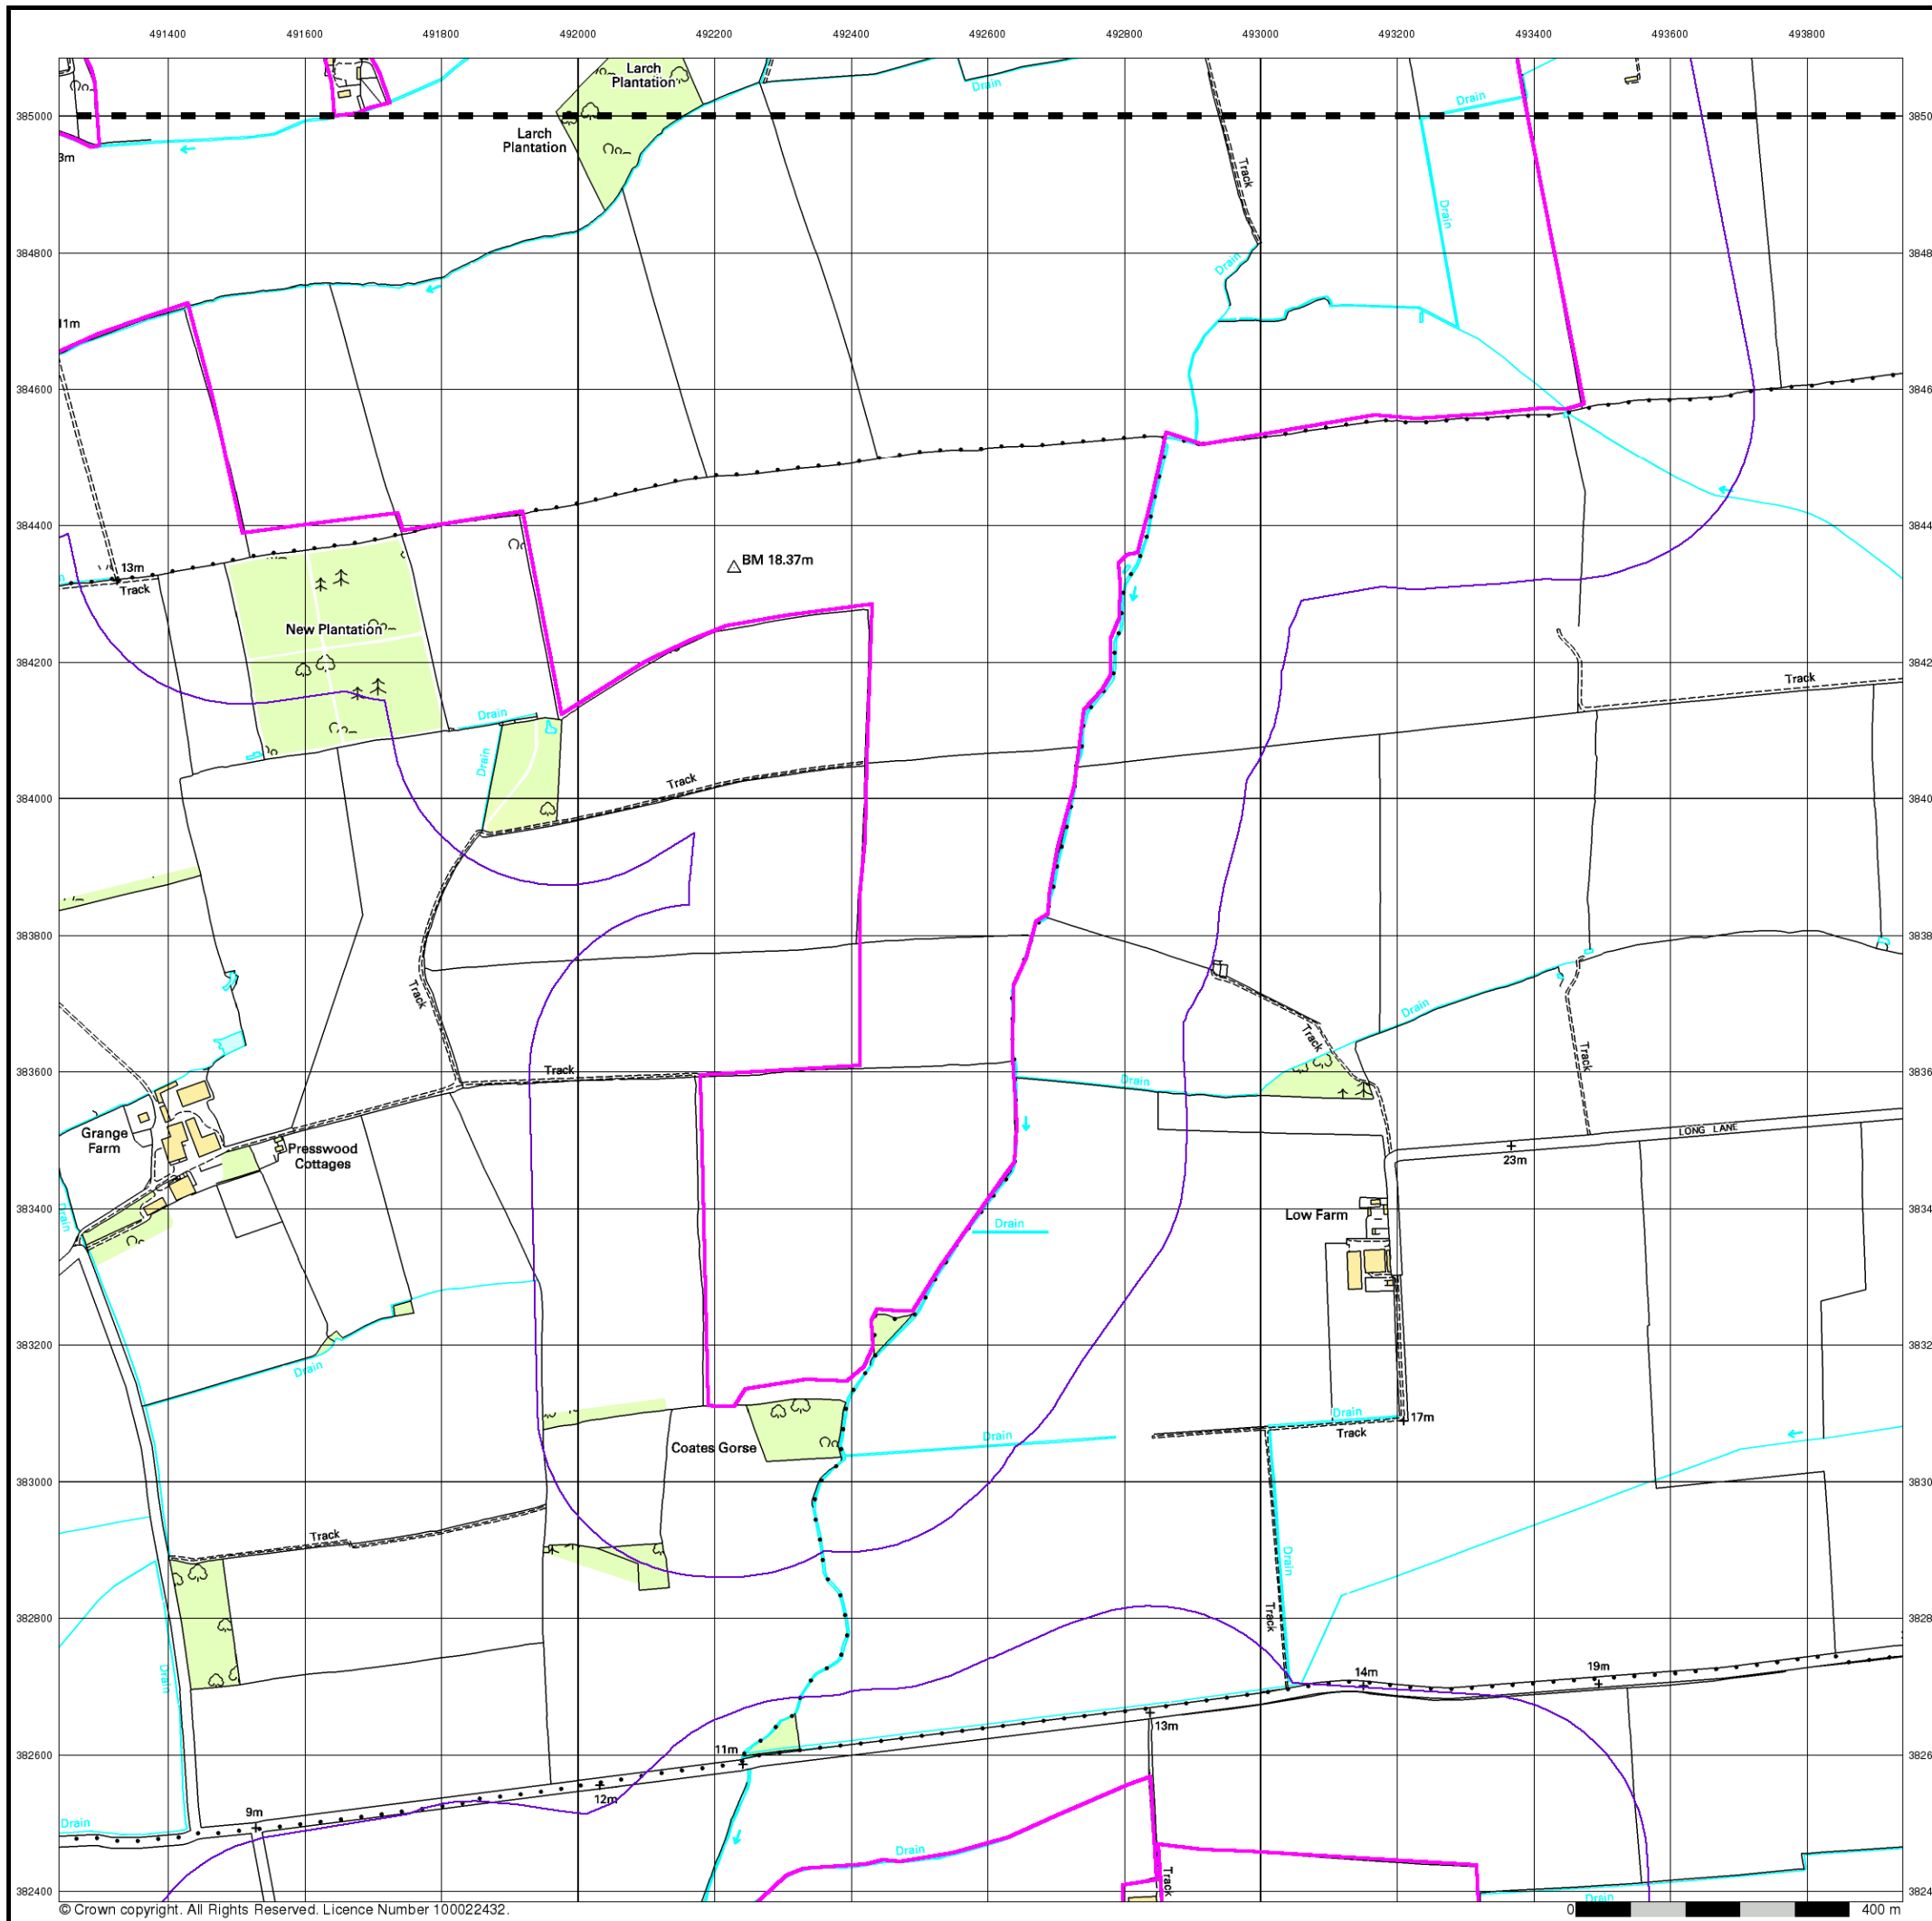 491400 491600 491800 492000 492200 492400 492600 492800 493000 493200 493400 493600 493800
Larch
Plantation
Drain
Drain
385000
Larch
Plantation
3m
Track
Drain
Drain
384800
11m
384600
384400
BM 18.37m
13m
Track
New Plantation
384200
Track
Drain
Drain
Track
384000
383800
Track
Drain
Track
Track
Track
383600
Drain
Grange
Farm
Presswood
Cottages
LONG LANE
23m
Drain
383400
Low Farm
Drain
383200
Drain
Drain
17m
Track
Coates Gorse
Drain
383000
Track
Drain
Track
382800
Drain
14m
19m
13m
11m
382600
12m
9m
Drain
Drain
Track
Drain
382400
© Crown copyright. All Rights Reserved. Licence Number 100022432.
0 400 m